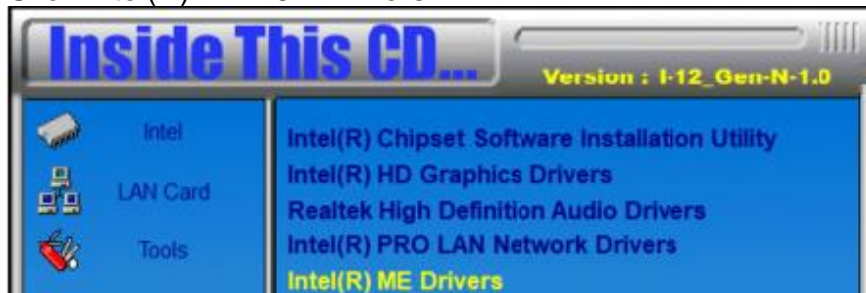 Inside This CD...
Version : I-12_Gen-N-1.0
Intel
LAN Card
Tools
Intel(R) Chipset Software Installation Utility
Intel(R) HD Graphics Drivers
Realtek High Definition Audio Drivers
Intel(R) PRO LAN Network Drivers
Intel(R) ME Drivers